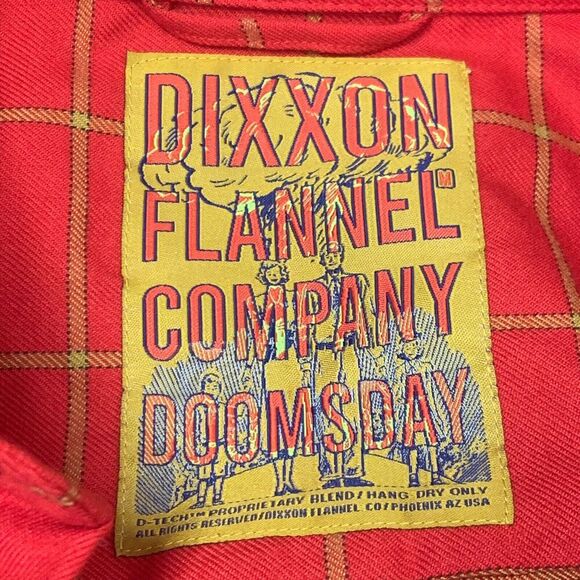 DIXXON
FLANNEL™
COMPANY
DOOMSDAY
D-TECH™ PROPRIETARY BLEND/HANG DRY ONLY
ALL RIGHTS RESERVED/DIXXON FLANNEL CO/PHOENIX AZ USA